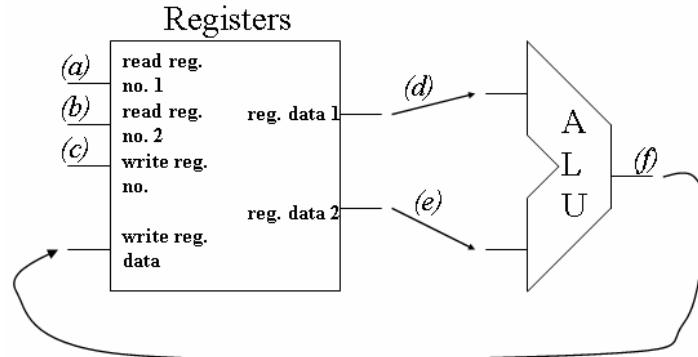 Registers
(a)
read reg.
no. 1
(b)
read reg.
no. 2
(c)
write reg.
no.
write reg.
data
reg. data 1
reg. data 2
(d)
(e)
A
L
U
(f)